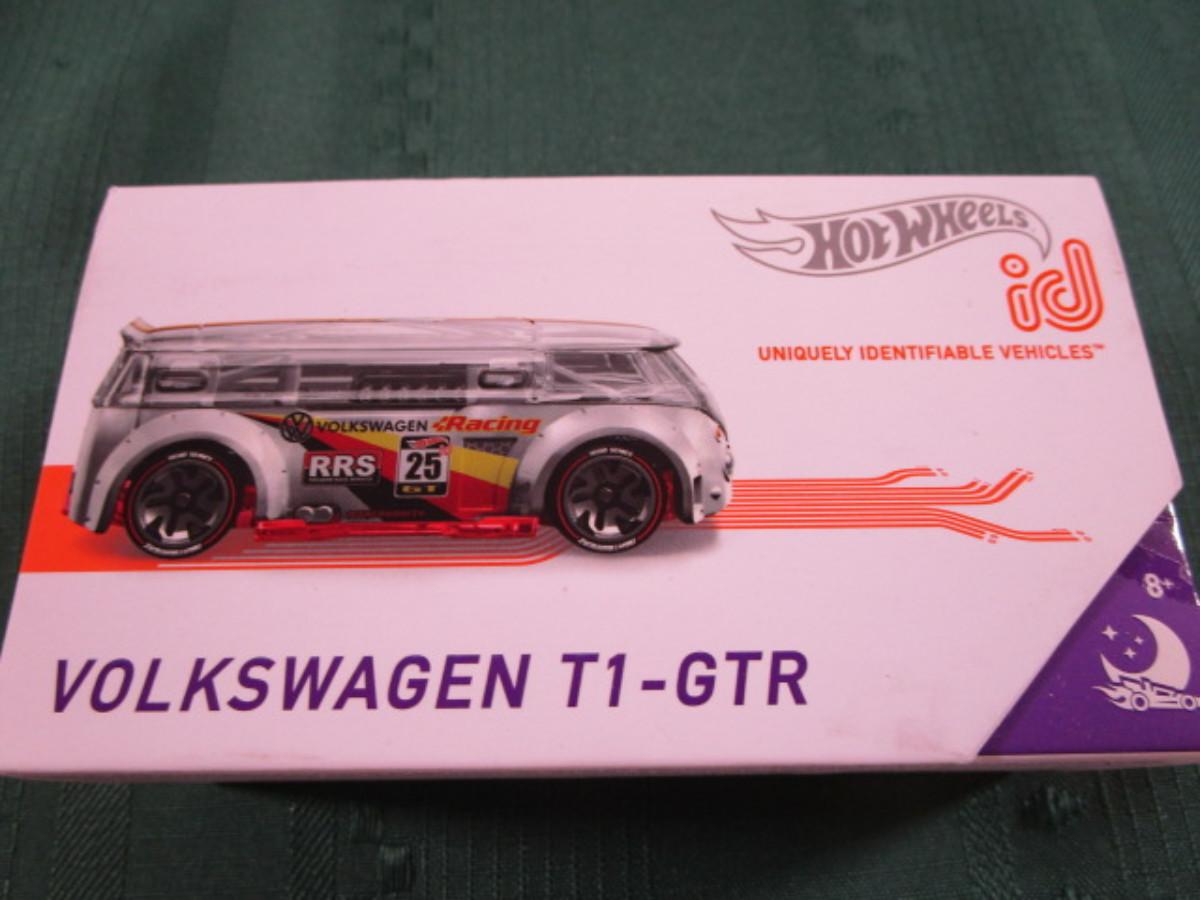 HOT WHEELS
id
UNIQUELY IDENTIFIABLE VEHICLES™
VOLKSWAGEN Racing
RRS
25
GT
VOLKSWAGEN T1-GTR
8+